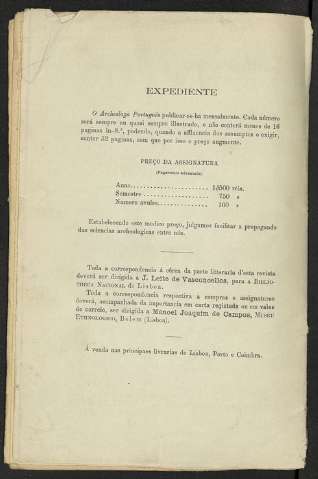 EXPEDIENTE
O Archeologo Português publicar-se-ha mensalmente. Cada número
será sempre ou quasi sempre illustrado, e não conterá menos de 16
paginas in-8.º, podendo, quando a affluencia dos assumptos o exigir,
conter 32 paginas, sem que por isso o preço augmente.
PREÇO DA ASSIGNATURA
(Pagamento adeantado)
Anno........................ 1$500 réis.
Semestre.................... 750 »
Numero avulso............... 160 »
Estabelecendo este modico preço, julgamos facilitar a propaganda
das sciencias archeologicas entre nós.
Toda a correspondencia á cêrca da parte litteraria d'esta revista
deverá ser dirigida a J. Leite de Vasconcellos, para a BIBLIO-
THECA NACIONAL de Lisboa.
Toda a correspondencia respectiva a compras e assignaturas
deverá, acompanhada da importancia em carta registada ou em vales
de correio, ser dirigida a Manoel Joaquim de Campos, MUSEU
ETHNOLOGICO, Belem (Lisboa).
Á venda nas principaes livrarias de Lisboa, Porto e Coimbra.